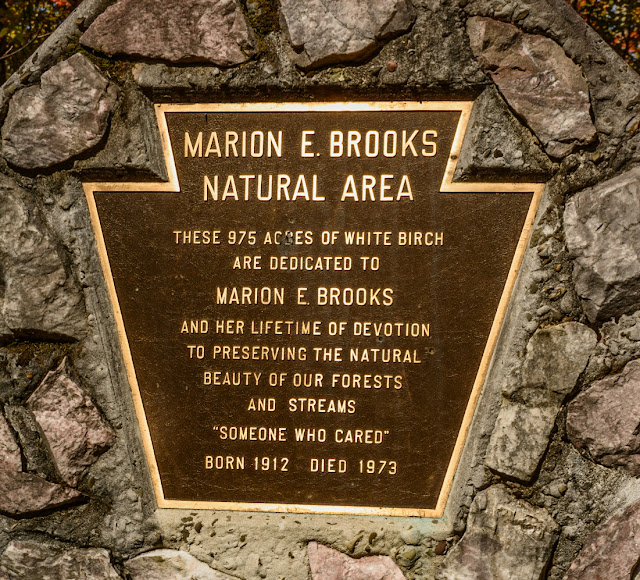 MARION E. BROOKS
NATURAL AREA
THESE 975 ACRES OF WHITE BIRCH
ARE DEDICATED TO
MARION E. BROOKS
AND HER LIFETIME OF DEVOTION
TO PRESERVING THE NATURAL
BEAUTY OF OUR FORESTS
AND STREAMS
"SOMEONE WHO CARED"
BORN 1912 DIED 1973